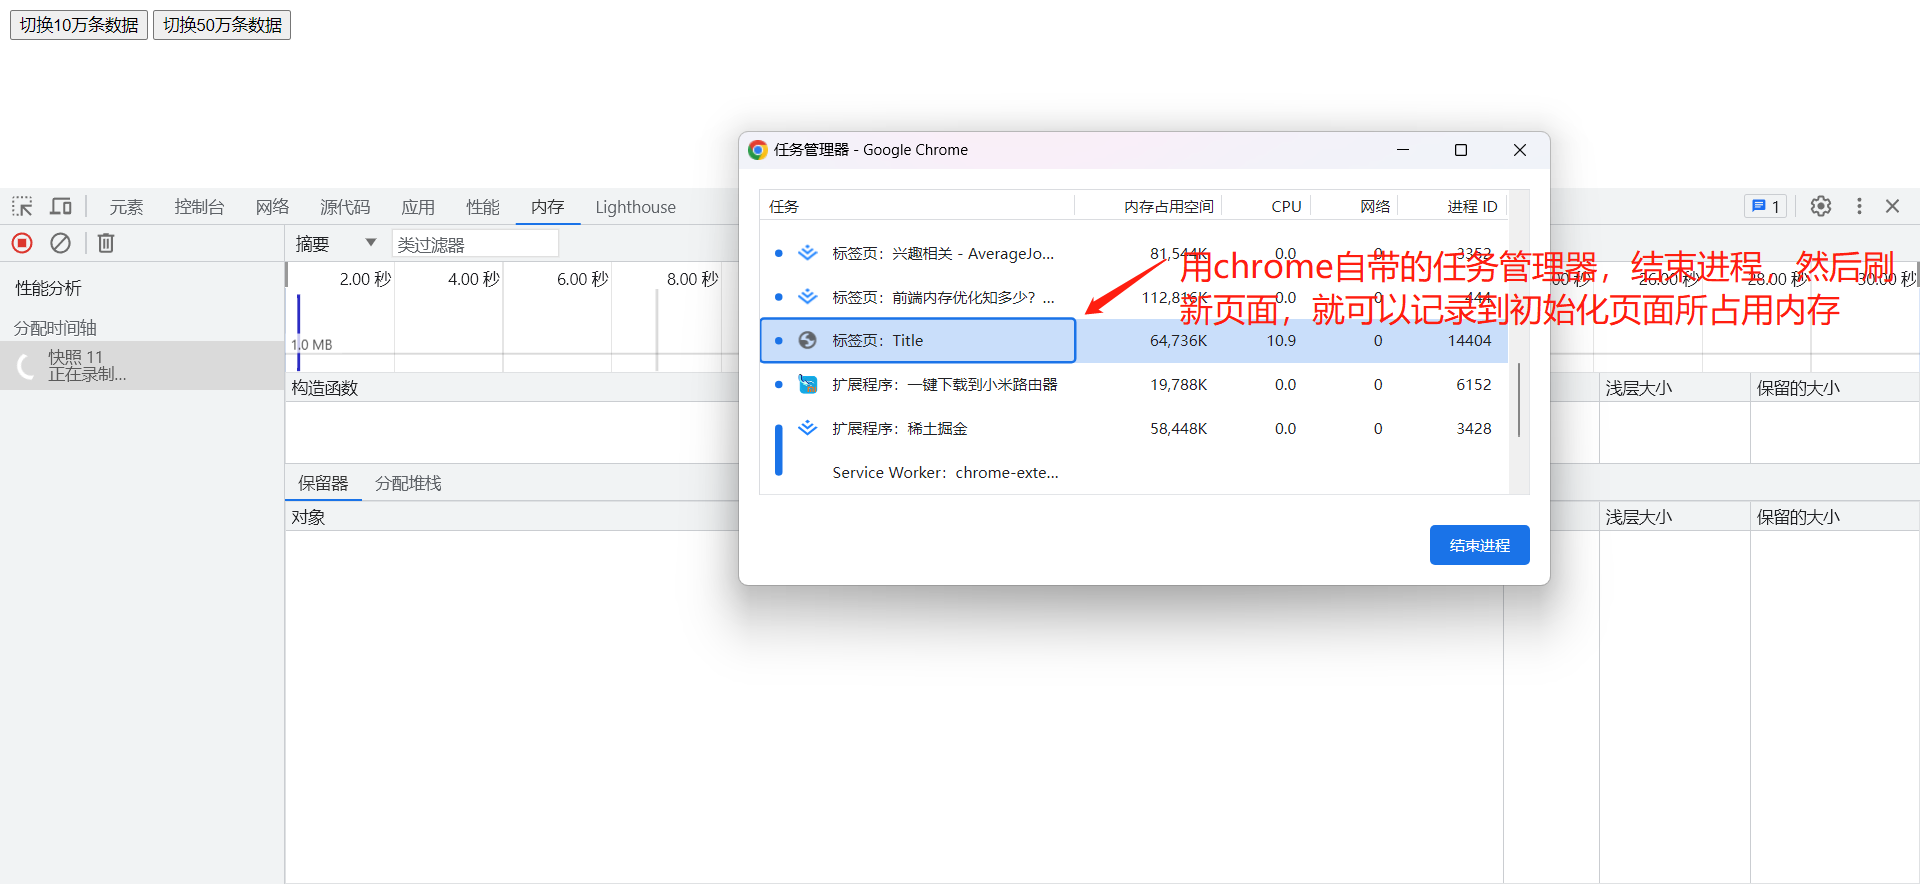 切换10万条数据 切换50万条数据
任务管理器 - Google Chrome
元素 控制台 网络 源代码 应用 性能 内存 Lighthouse 1
任务 内存占用空间 CPU 网络 进程 ID
摘要 类过滤器
标签页：兴趣相关 - AverageJo... 81,544K 0.0 0 3352
用chrome自带的任务管理器，结束进程，然后刷
新页面，就可以记录到初始化页面所占用内存
2.00 秒 4.00 秒 6.00 秒 8.00 秒 00 秒 26.00 秒 28.00 秒 30.00 秒
性能分析
标签页：前端内存优化知多少？... 112,816K 0.0 0 444
分配时间轴
1.0 MB
标签页：Title 64,736K 10.9 0 14404
快照 11
正在录制...
构造函数 浅层大小 保留的大小
扩展程序：一键下载到小米路由器 19,788K 0.0 0 6152
扩展程序：稀土掘金 58,448K 0.0 0 3428
Service Worker：chrome-exte...
保留器 分配堆栈
对象 浅层大小 保留的大小
结束进程